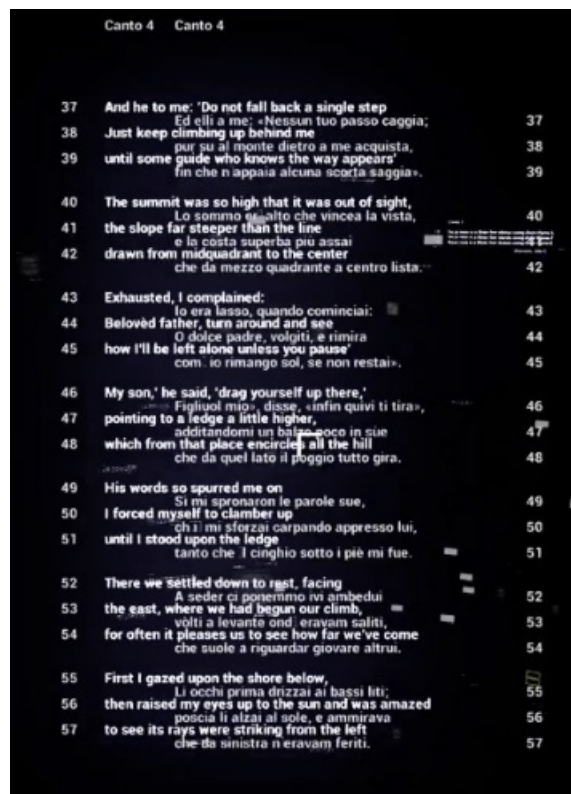 Canto 4 Canto 4
37 And he to me: 'Do not fall back a single step
Ed elli a me: «Nessun tuo passo caggia; 37
38 Just keep climbing up behind me
pur su al monte dietro a me acquista, 38
39 until some guide who knows the way appears'
fin che n appaia alcuna scorta saggia». 39
40 The summit was so high that it was out of sight,
Lo sommo er alto che vincea la vista, 40
41 the slope far steeper than the line
e la costa superba più assai 41
42 drawn from midquadrant to the center
che da mezzo quadrante a centro lista. 42
43 Exhausted, I complained:
Io era lasso, quando cominciai: 43
44 Belovèd father, turn around and see
O dolce padre, volgiti, e rimira 44
45 how I'll be left alone unless you pause'
com io rimango sol, se non restai». 45
46 My son,' he said, 'drag yourself up there,'
Figliuol mio», disse, «infin quivi ti tira», 46
47 pointing to a ledge a little higher,
additandomi un balzo poco in sùe 47
48 which from that place encircles all the hill
che da quel lato il poggio tutto gira. 48
49 His words so spurred me on
Sì mi spronaron le parole sue, 49
50 I forced myself to clamber up
ch i mi sforzai carpando appresso lui, 50
51 until I stood upon the ledge
tanto che l cinghio sotto i piè mi fue. 51
52 There we settled down to rest, facing
A seder ci ponemmo ivi ambedui 52
53 the east, where we had begun our climb,
vòlti a levante ond eravam saliti, 53
54 for often it pleases us to see how far we've come
che suole a riguardar giovare altrui. 54
55 First I gazed upon the shore below,
Li occhi prima drizzai ai bassi liti; 55
56 then raised my eyes up to the sun and was amazed
poscia li alzai al sole, e ammirava 56
57 to see its rays were striking from the left
che da sinistra n eravam feriti. 57